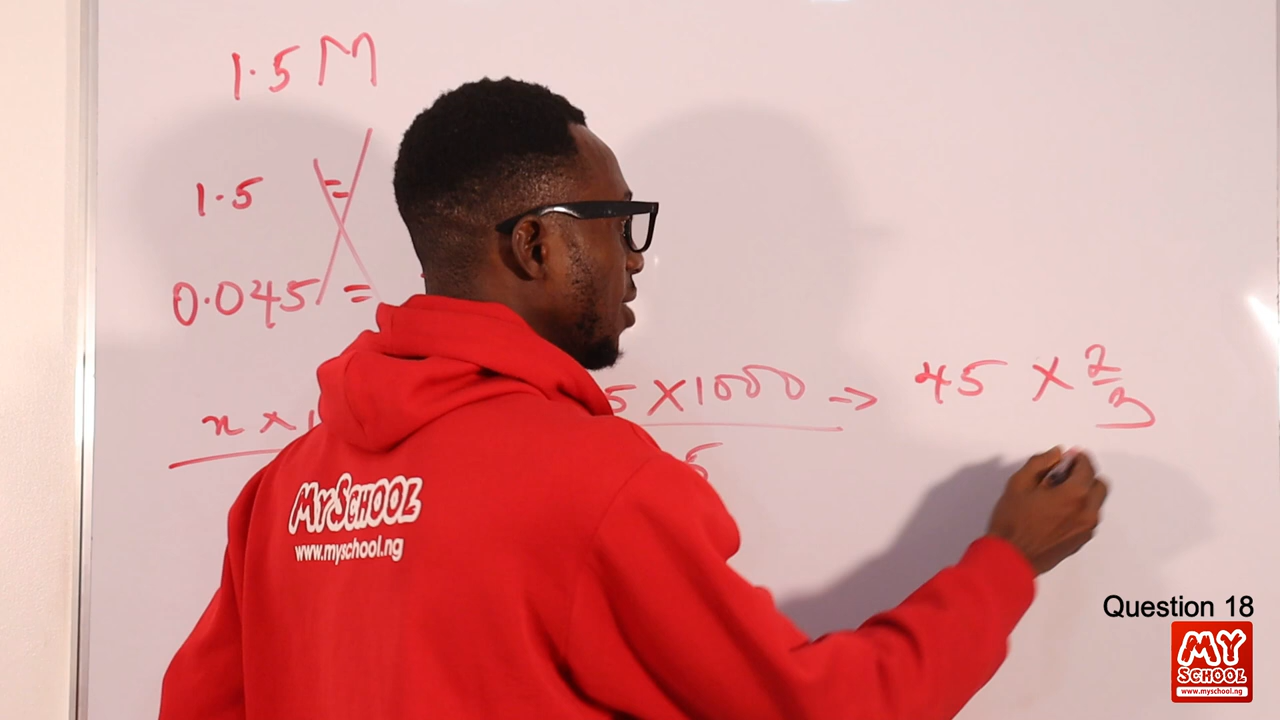 1.5 M
1.5 =
0.045 =
x × 1
5 × 1000 => 45 × 2/3
5
MYSCHOOL
www.myschool.ng
Question 18
MY
SCHOOL
www.myschool.ng